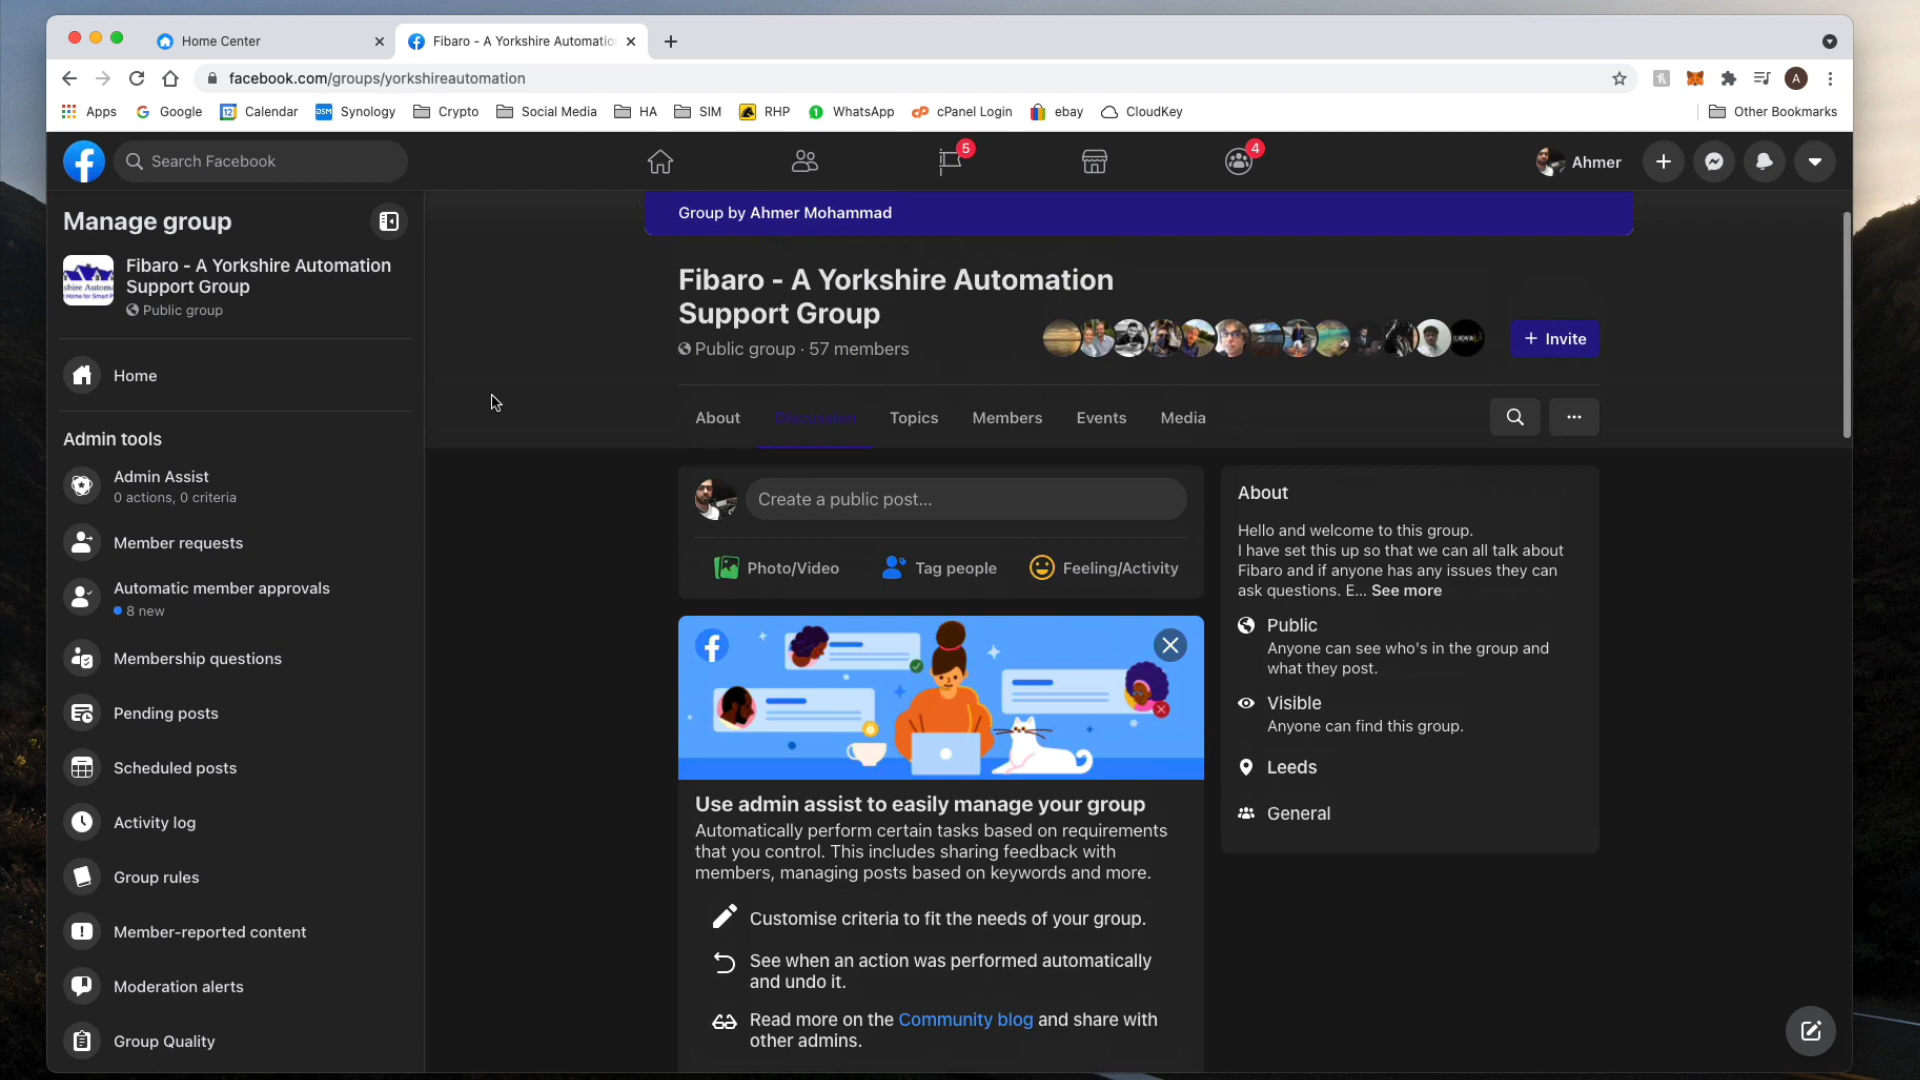 Home Center
Fibaro - A Yorkshire Automatio
facebook.com/groups/yorkshireautomation
A
Apps
Google
12
Calendar
DSM
Synology
Crypto
Social Media
HA
SIM
RHP
1
WhatsApp
cP
cPanel Login
ebay
CloudKey
Other Bookmarks
Search Facebook
5
4
Ahmer
Manage group
Fibaro - A Yorkshire Automation
Support Group
Public group
Home
Admin tools
Admin Assist
0 actions, 0 criteria
Member requests
Automatic member approvals
8 new
Membership questions
Pending posts
Scheduled posts
Activity log
Group rules
Member-reported content
Moderation alerts
Group Quality
Group by Ahmer Mohammad
Fibaro - A Yorkshire Automation
Support Group
Public group · 57 members
+ Invite
About
Discussion
Topics
Members
Events
Media
Create a public post...
Photo/Video
Tag people
Feeling/Activity
Use admin assist to easily manage your group
Automatically perform certain tasks based on requirements
that you control. This includes sharing feedback with
members, managing posts based on keywords and more.
Customise criteria to fit the needs of your group.
See when an action was performed automatically
and undo it.
Read more on the Community blog and share with
other admins.
About
Hello and welcome to this group.
I have set this up so that we can all talk about
Fibaro and if anyone has any issues they can
ask questions. E... See more
Public
Anyone can see who's in the group and
what they post.
Visible
Anyone can find this group.
Leeds
General